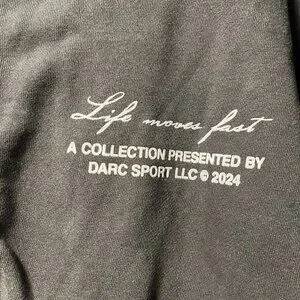 Life moves fast
A COLLECTION PRESENTED BY
DARC SPORT LLC © 2024